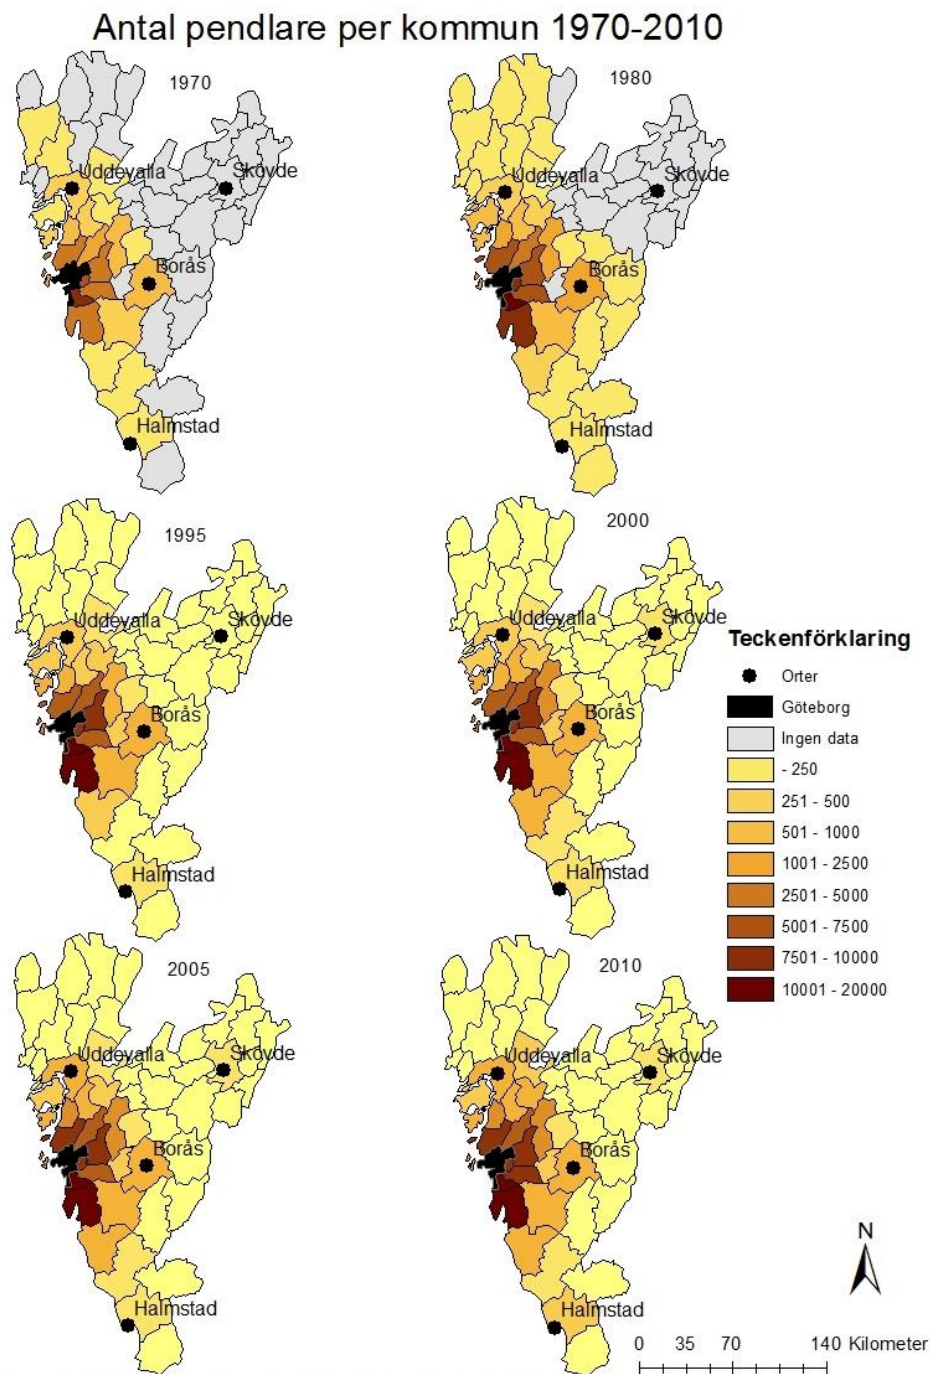 Antal pendlare per kommun 1970-2010
1970
Uddevalla
Skövde
Borås
Halmstad
1980
Uddevalla
Skövde
Borås
Halmstad
1995
Uddevalla
Skövde
Borås
Halmstad
2000
Uddevalla
Skövde
Borås
Halmstad
Teckenförklaring
Orter
Göteborg
Ingen data
- 250
251 - 500
501 - 1000
1001 - 2500
2501 - 5000
5001 - 7500
7501 - 10000
10001 - 20000
2005
Uddevalla
Skövde
Borås
Halmstad
2010
Uddevalla
Skövde
Borås
Halmstad
N
0 35 70 140 Kilometer